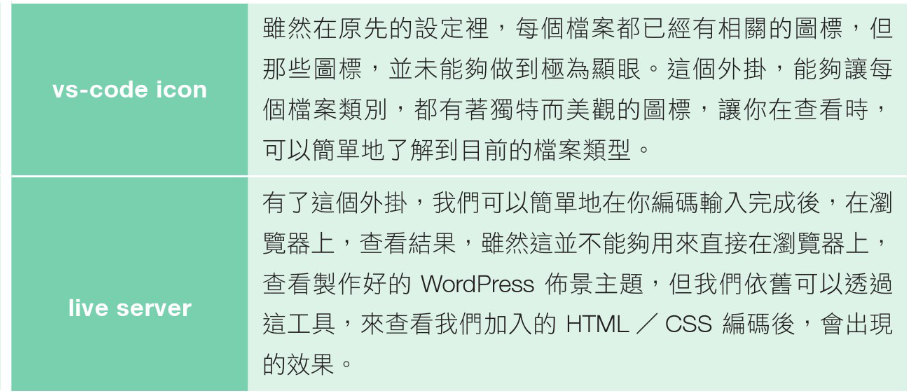 vs-code icon
雖然在原先的設定裡，每個檔案都已經有相關的圖標，但
那些圖標，並未能夠做到極為顯眼。這個外掛，能夠讓每
個檔案類別，都有著獨特而美觀的圖標，讓你在查看時，
可以簡單地了解到目前的檔案類型。
live server
有了這個外掛，我們可以簡單地在你編碼輸入完成後，在瀏
覽器上，查看結果，雖然這並不能夠用來直接在瀏覽器上，
查看製作好的 WordPress 佈景主題，但我們依舊可以透過
這工具，來查看我們加入的 HTML ／ CSS 編碼後，會出現
的效果。